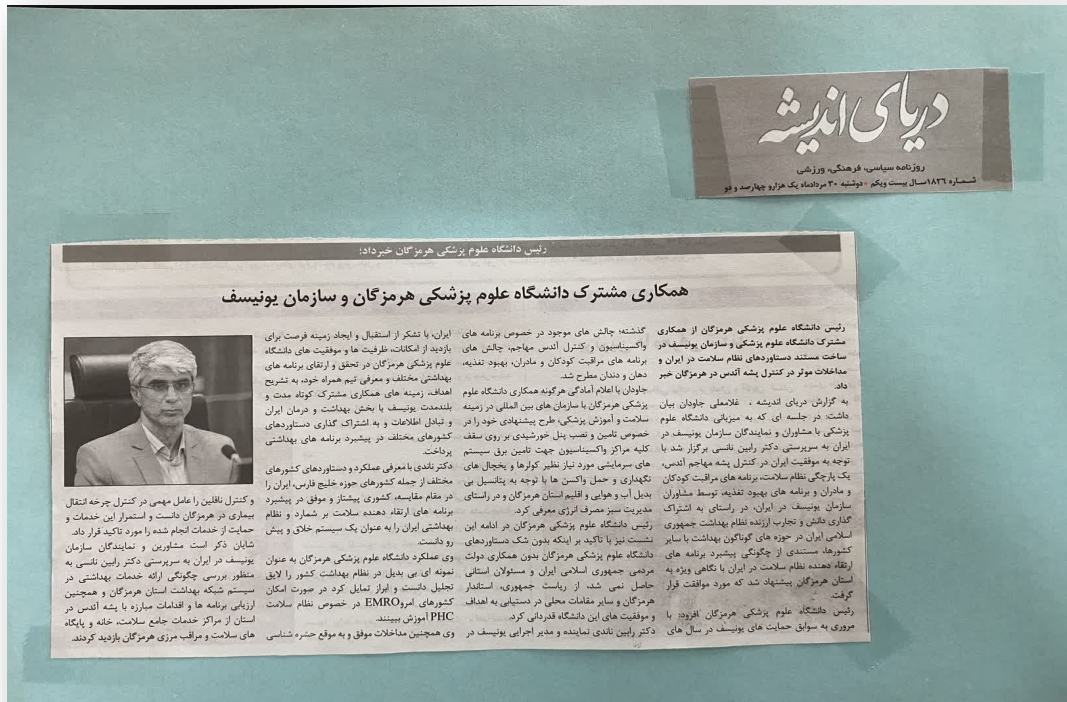 دریای اندیشه
روزنامه سیاسی، فرهنگی، ورزشی
شماره ۱۸۲۶ سال بیست ویکم • دوشنبه ۳۰ مردادماه یک هزارو چهارصد و دو
رئیس دانشگاه علوم پزشکی هرمزگان خبرداد؛
همکاری مشترک دانشگاه علوم پزشکی هرمزگان و سازمان یونیسف
رئیس دانشگاه علوم پزشکی هرمزگان از همکاری
مشترک دانشگاه علوم پزشکی و سازمان یونیسف در
ساخت مستند دستاوردهای نظام سلامت در ایران و
مداخلات موثر در کنترل پشه آئدس در هرمزگان خبر
داد.
به گزارش دریای اندیشه ، غلامعلی جاودان بیان
داشت: در جلسه ای که به میزبانی دانشگاه علوم
پزشکی با مشاوران و نمایندگان سازمان یونیسف در
ایران به سرپرستی دکتر رابین نانسی برگزار شد با
توجه به موفقیت ایران در کنترل پشه مهاجم آئدس،
یک پارچگی نظام سلامت، برنامه های مراقبت کودکان
و مادران و برنامه های بهبود تغذیه، توسط مشاوران
سازمان یونیسف در ایران، در راستای به اشتراک
گذاری دانش و تجارب ارزنده نظام بهداشت جمهوری
اسلامی ایران در حوزه های گوناگون بهداشت با سایر
کشورها، مستندی از چگونگی پیشبرد برنامه های
ارتقاء دهنده نظام سلامت در ایران با نگاهی ویژه به
استان هرمزگان پیشنهاد شد که مورد موافقت قرار
گرفت.
رئیس دانشگاه علوم پزشکی هرمزگان افزود: با
مروری به سوابق حمایت های یونیسف در سال های
گذشته؛ چالش های موجود در خصوص برنامه های
واکسیناسیون و کنترل آئدس مهاجم، چالش های
برنامه های مراقبت کودکان و مادران، بهبود تغذیه،
دهان و دندان مطرح شد.
جاودان با اعلام آمادگی هرگونه همکاری دانشگاه علوم
پزشکی هرمزگان با سازمان های بین المللی در زمینه
سلامت و آموزش پزشکی، طرح پیشنهادی خود را در
خصوص تامین و نصب پنل خورشیدی بر روی سقف
کلیه مراکز واکسیناسیون جهت تامین برق سیستم
های سرمایشی مورد نیاز نظیر کولرها و یخچال های
نگهداری و حمل واکسن ها با توجه به پتانسیل بی
بدیل آب و هوایی و اقلیم استان هرمزگان و در راستای
مدیریت سبز مصرف انرژی معرفی کرد.
رئیس دانشگاه علوم پزشکی هرمزگان در ادامه این
نشست نیز با تاکید بر اینکه بدون شک دستاوردهای
دانشگاه علوم پزشکی هرمزگان بدون همکاری دولت
مردمی جمهوری اسلامی ایران و مسئولان استانی
حاصل نمی شد، از ریاست جمهوری، استاندار
هرمزگان و سایر مقامات محلی در دستیابی به اهداف
و موفقیت های این دانشگاه قدردانی کرد.
دکتر رابین ناندی نماینده و مدیر اجرایی یونیسف در
ایران، با تشکر از استقبال و ایجاد زمینه فرصت برای
بازدید از امکانات، ظرفیت ها و موفقیت های دانشگاه
علوم پزشکی هرمزگان در تحقق و ارتقای برنامه های
بهداشتی مختلف و معرفی تیم همراه خود، به تشریح
اهداف، زمینه های همکاری مشترک کوتاه مدت و
بلندمدت یونیسف با بخش بهداشت و درمان ایران
و تبادل اطلاعات و به اشتراک گذاری دستاوردهای
کشورهای مختلف در پیشبرد برنامه های بهداشتی
پرداخت.
دکتر ناندی با معرفی عملکرد و دستاوردهای کشورهای
مختلف از جمله کشورهای حوزه خلیج فارس، ایران را
در مقام مقایسه، کشوری پیشتاز و موفق در پیشبرد
برنامه های ارتقاء دهنده سلامت بر شمارد و نظام
بهداشتی ایران را به عنوان یک سیستم خلاق و پیش
رو دانست.
وی عملکرد دانشگاه علوم پزشکی هرمزگان به عنوان
نمونه ای بی بدیل در نظام بهداشت کشور را لایق
تجلیل دانست و ابراز تمایل کرد در صورت امکان
کشورهای امروEMRO در خصوص نظام سلامت
PHC آموزش ببینند.
وی همچنین مداخلات موفق و به موقع حشره شناسی
و کنترل ناقلین را عامل مهمی در کنترل چرخه انتقال
بیماری در هرمزگان دانست و استمرار این خدمات و
حمایت از خدمات انجام شده را مورد تاکید قرار داد.
شایان ذکر است مشاورین و نمایندگان سازمان
یونیسف در ایران به سرپرستی دکتر رابین نانسی به
منظور بررسی چگونگی ارائه خدمات بهداشتی در
سیستم شبکه بهداشت استان هرمزگان و همچنین
ارزیابی برنامه ها و اقدامات مبارزه با پشه آئدس در
استان از مراکز خدمات جامع سلامت، خانه و پایگاه
های سلامت و مراقب مرزی هرمزگان بازدید کردند.